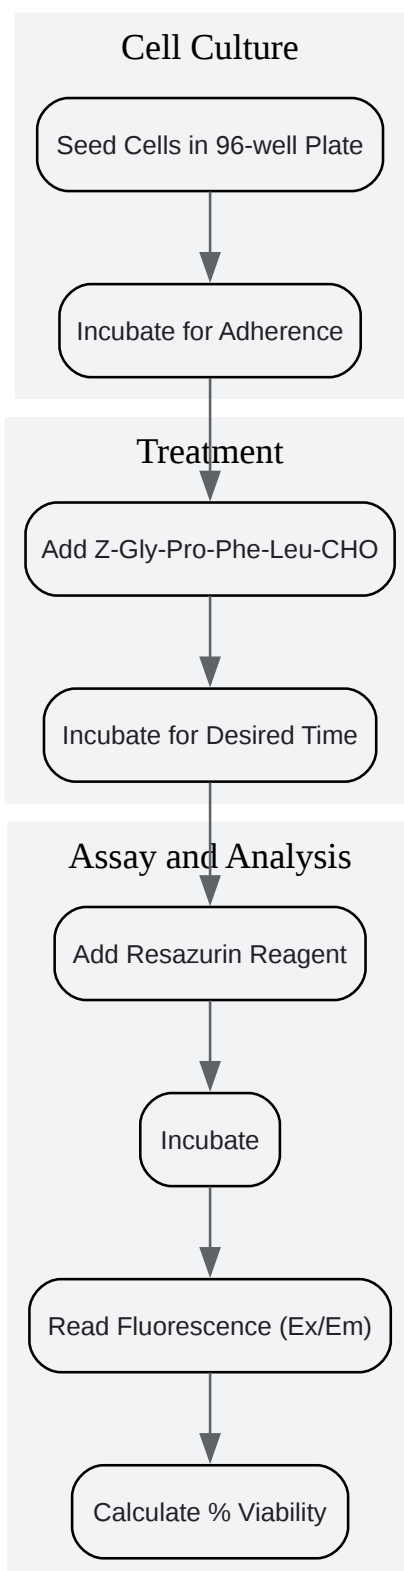 Cell Culture
Seed Cells in 96-well Plate
Incubate for Adherence
Treatment
Add Z-Gly-Pro-Phe-Leu-CHO
Incubate for Desired Time
Assay and Analysis
Add Resazurin Reagent
Incubate
Read Fluorescence (Ex/Em)
Calculate % Viability